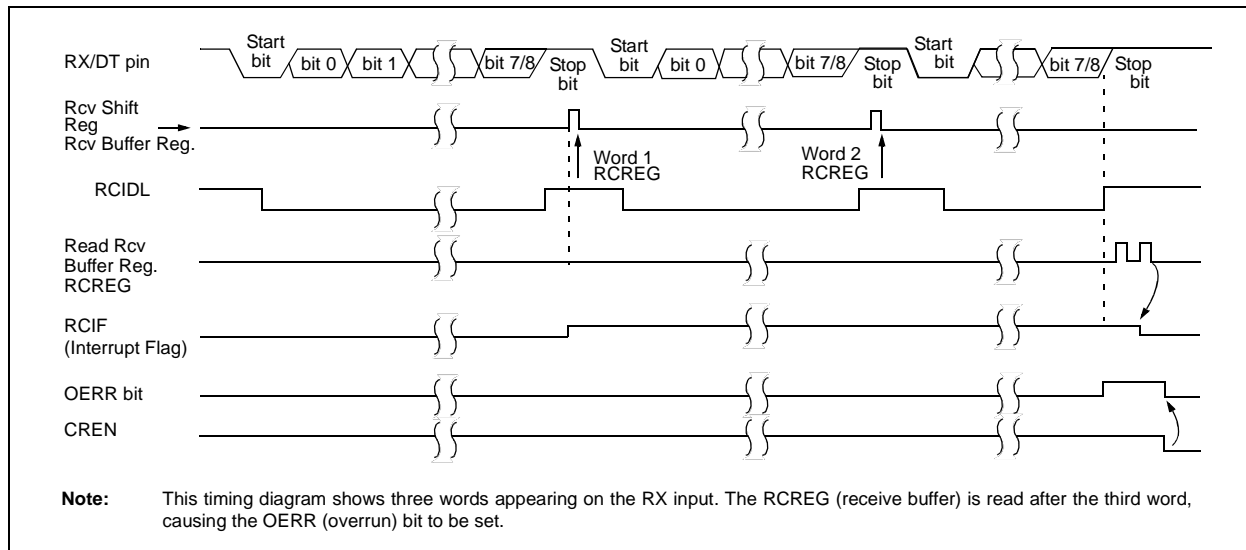 RX/DT pin
Start
bit
bit 0
bit 1
bit 7/8
Stop
bit
Start
bit
bit 0
bit 7/8
Stop
bit
Start
bit
bit 7/8
Stop
bit
Rcv Shift
Reg
Rcv Buffer Reg.
Word 1
RCREG
Word 2
RCREG
RCIDL
Read Rcv
Buffer Reg.
RCREG
RCIF
(Interrupt Flag)
OERR bit
CREN
Note: This timing diagram shows three words appearing on the RX input. The RCREG (receive buffer) is read after the third word,
causing the OERR (overrun) bit to be set.